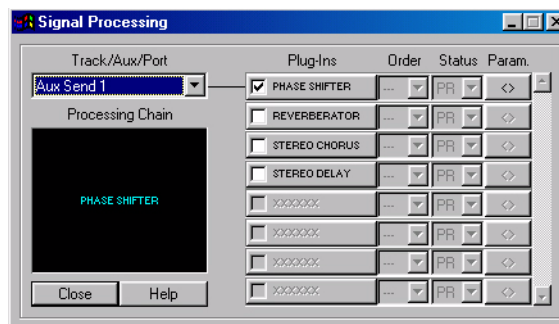 Signal Processing
Track/Aux/Port Plug-Ins Order Status Param.
Aux Send 1 PHASE SHIFTER --- PR <>
Processing Chain REVERBERATOR --- PR <>
STEREO CHORUS --- PR <>
STEREO DELAY --- PR <>
PHASE SHIFTER XXXXXX --- PR <>
XXXXXX --- PR <>
XXXXXX --- PR <>
Close Help XXXXXX --- PR <>